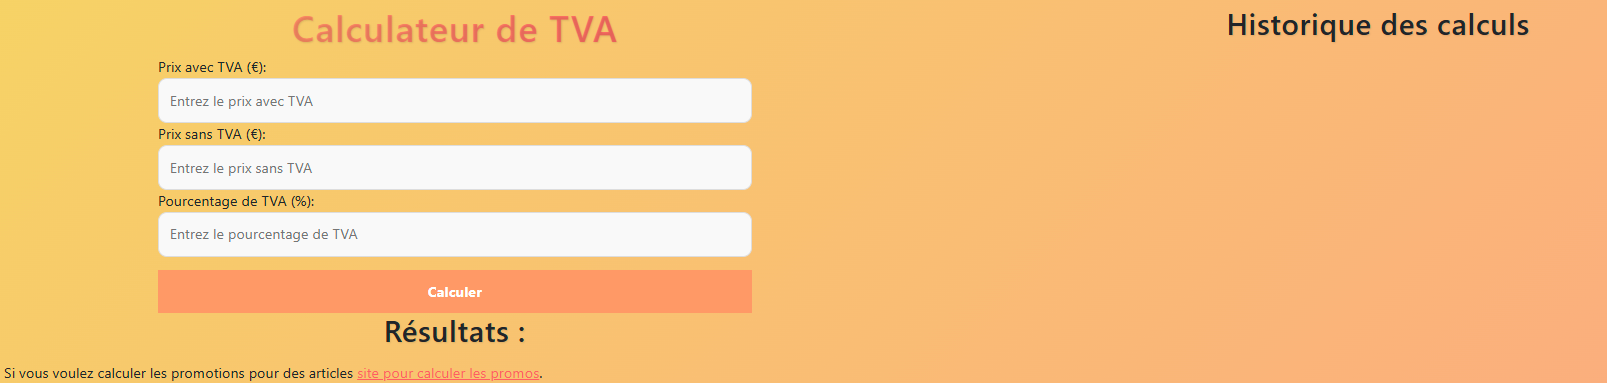 Calculateur de TVA
Prix avec TVA (€):
Entrez le prix avec TVA
Prix sans TVA (€):
Entrez le prix sans TVA
Pourcentage de TVA (%):
Entrez le pourcentage de TVA
Calculer
Résultats :
Si vous voulez calculer les promotions pour des articles site pour calculer les promos.
Historique des calculs